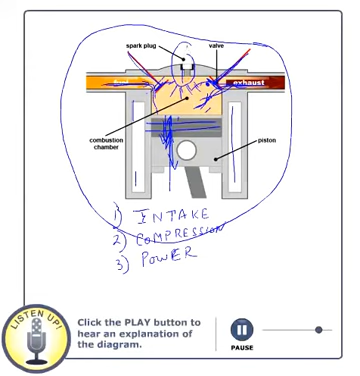 spark plug
valve
fuel
exhaust
combustion
chamber
piston
1) INTAKE
2) COMPRESSION
3) POWER
LISTEN UP!
Click the PLAY button to
hear an explanation of
the diagram.
PAUSE